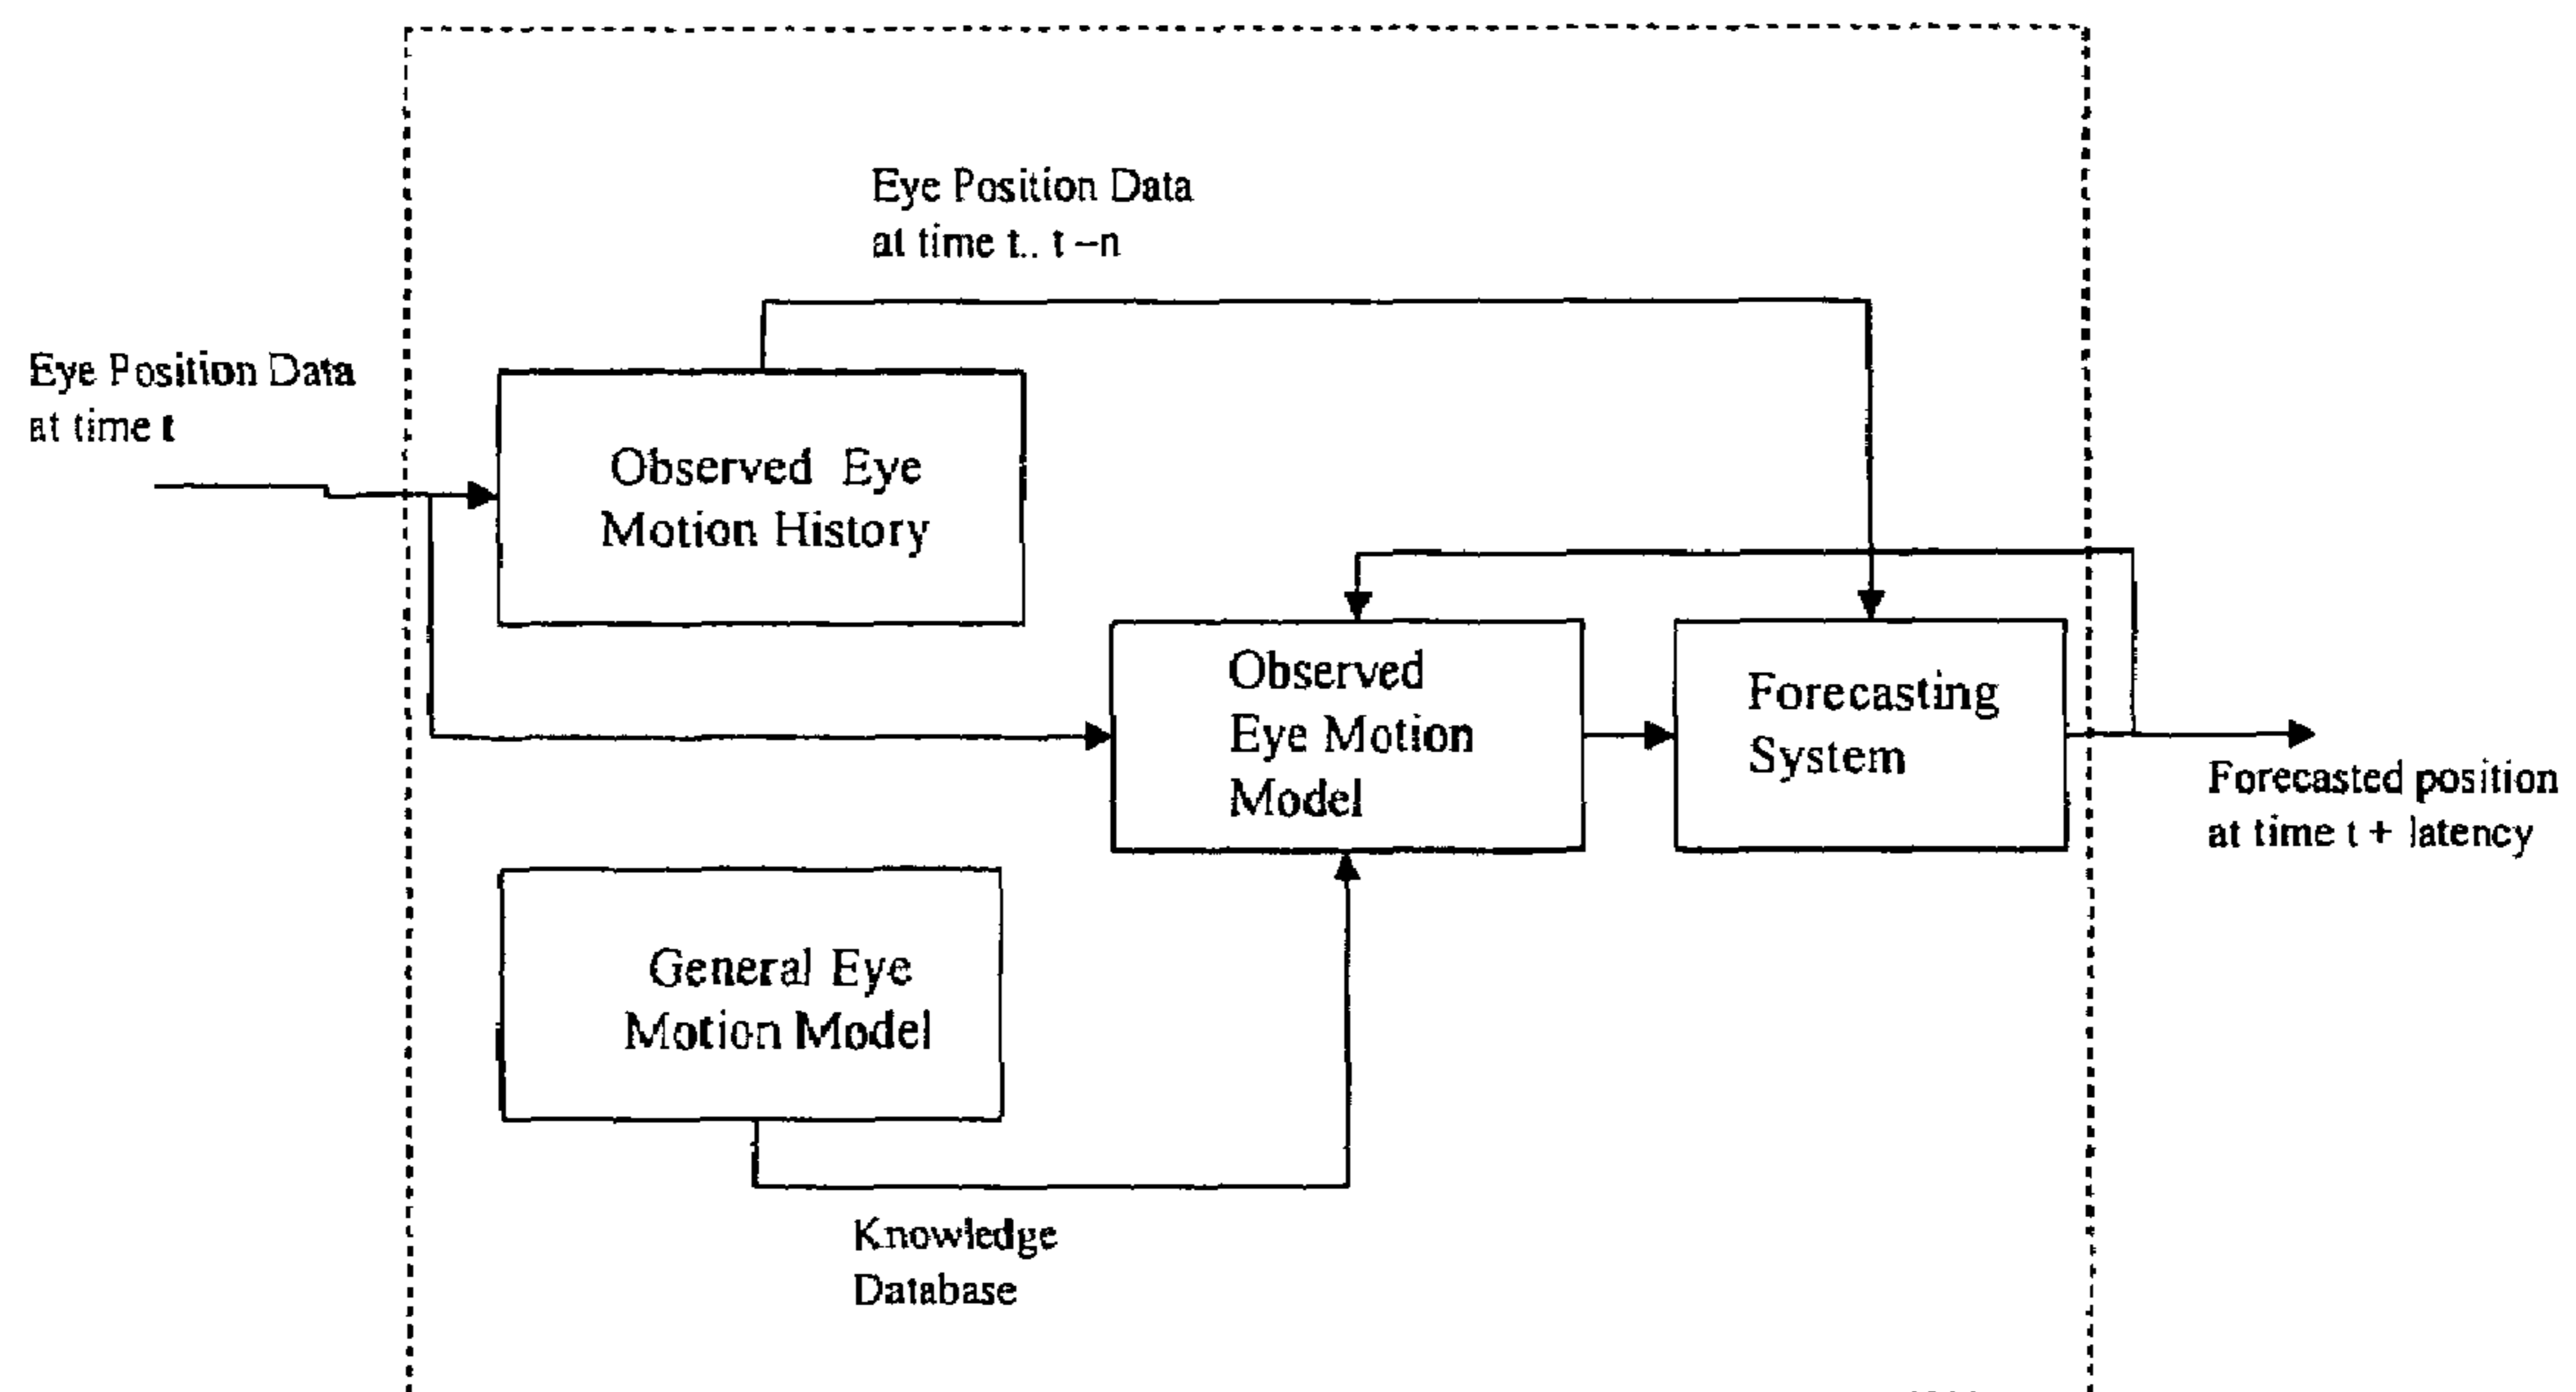 Eye Position Data
at time t.. t –n
Eye Position Data
at time t
Observed Eye
Motion History
Observed
Eye Motion
Model
Forecasting
System
Forecasted position
at time t + latency
General Eye
Motion Model
Knowledge
Database